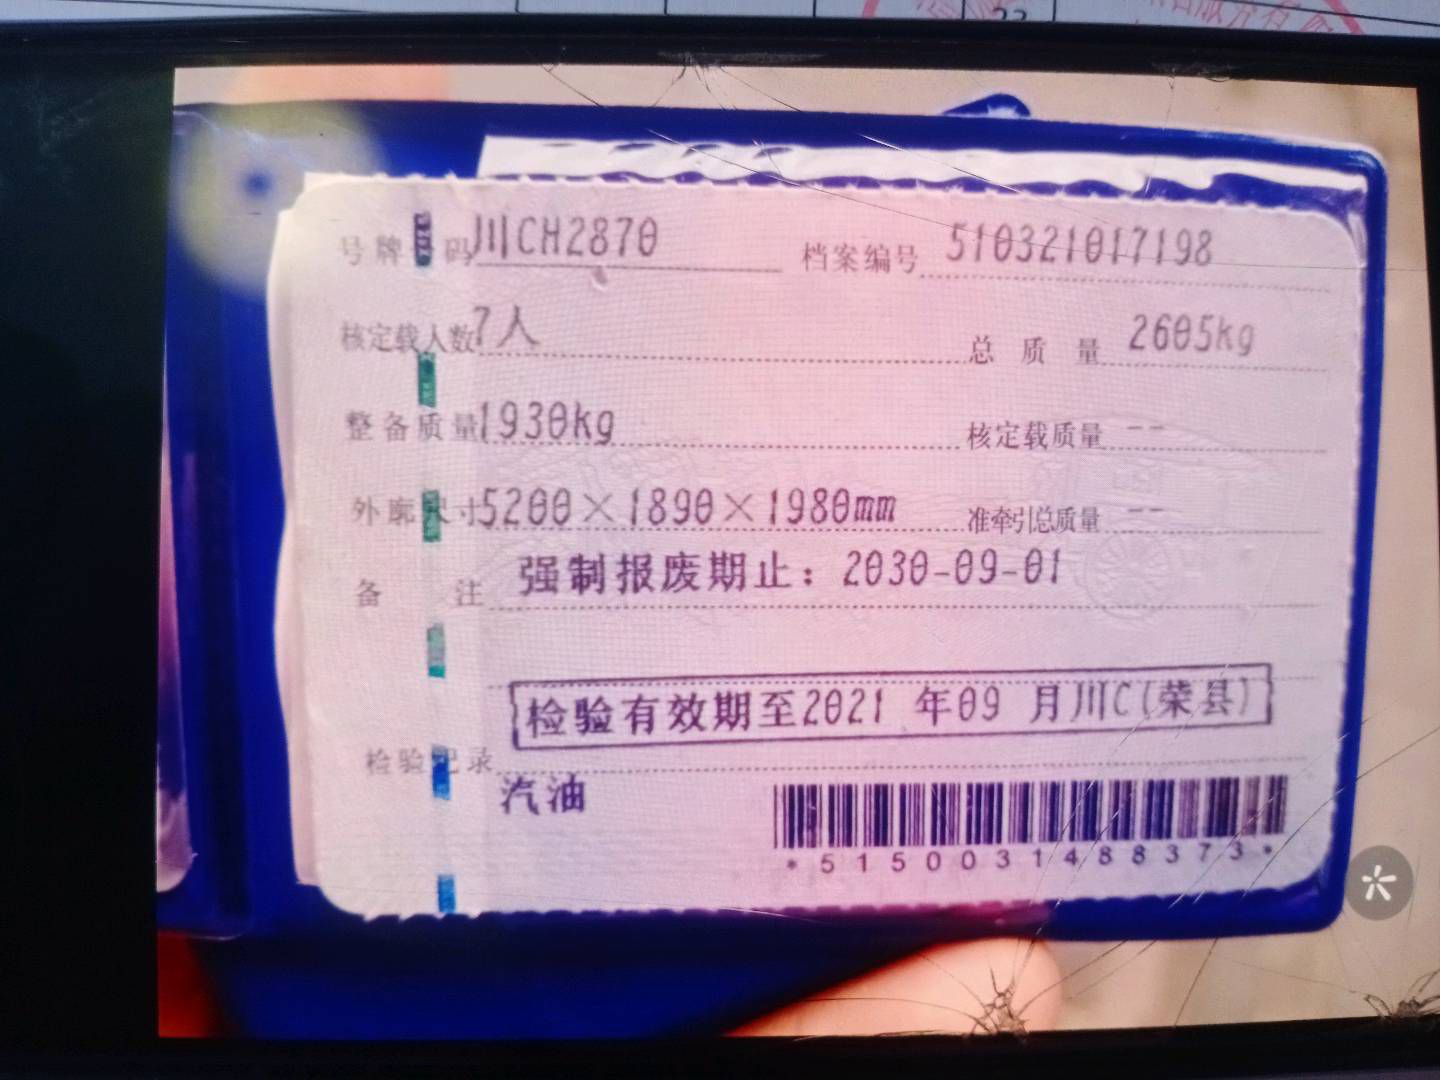 号牌号码 川CH2870 档案编号 510321017198
核定载人数 7人 总质量 2605kg
整备质量 1930kg 核定载质量 --
外廓尺寸 5200×1890×1980mm 准牵引总质量 --
备注 强制报废期止：2030-09-01
检验有效期至2021 年09 月川C(荣县)
检验记录
汽油
*5150031488373*